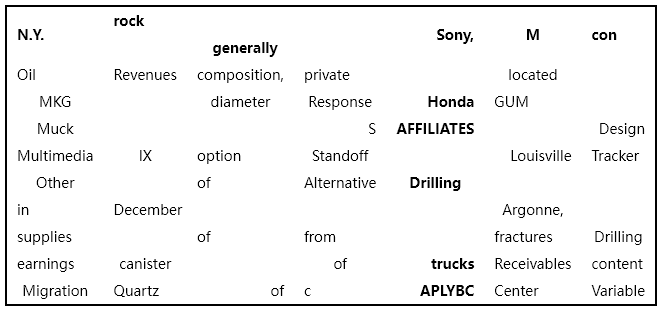 N.Y. rock generally Sony, M con
Oil Revenues composition, private located
MKG diameter Response Honda GUM
Muck S AFFILIATES Design
Multimedia IX option Standoff Louisville Tracker
Other of Alternative Drilling
in December Argonne,
supplies of from fractures Drilling
earnings canister of trucks Receivables content
Migration Quartz of c APLYBC Center Variable